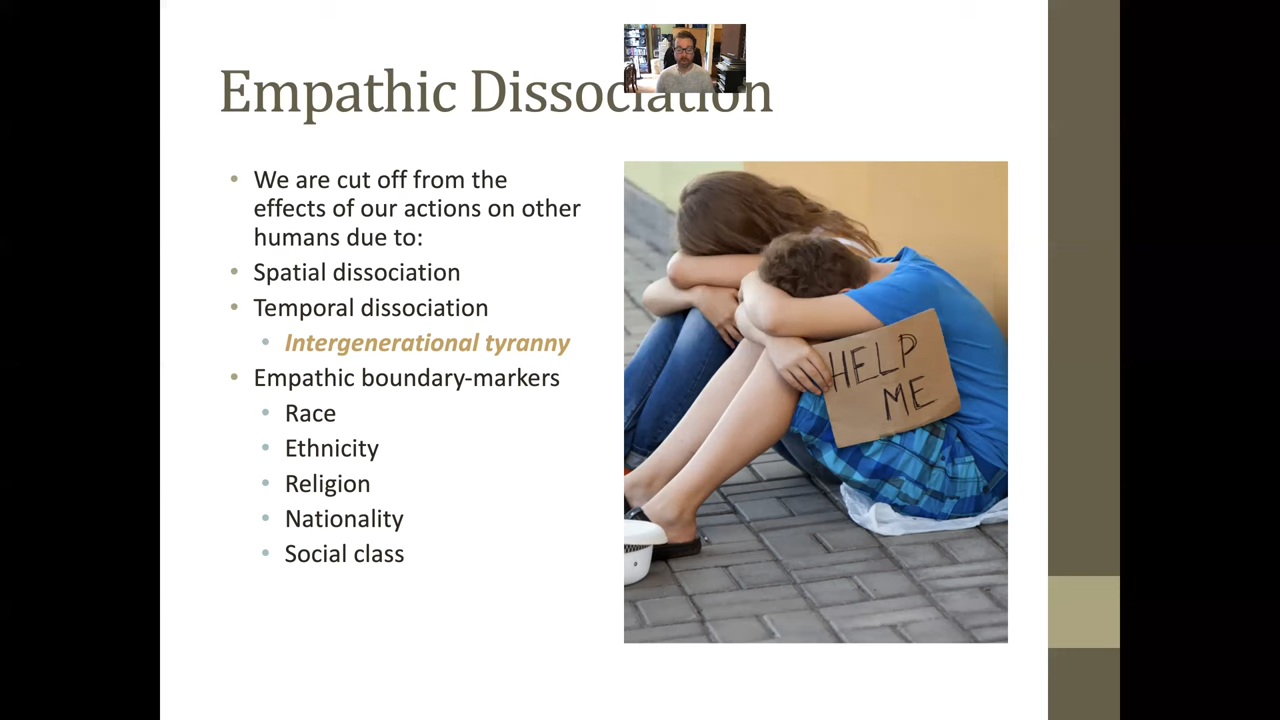 Empathic Dissociation
• We are cut off from the
effects of our actions on other
humans due to:
• Spatial dissociation
• Temporal dissociation
• Intergenerational tyranny
• Empathic boundary-markers
• Race
• Ethnicity
• Religion
• Nationality
• Social class
HELP
ME